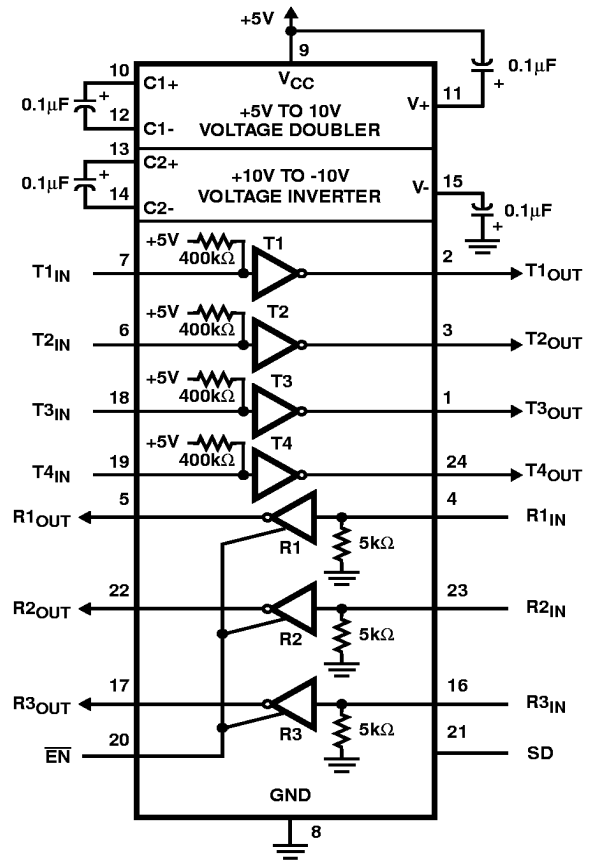 +5V
9
VCC
0.1μF
+
10
C1+
0.1μF
+
12
C1-
+5V TO 10V
VOLTAGE DOUBLER
V+
11
13
C2+
0.1μF
+
14
C2-
+10V TO -10V
VOLTAGE INVERTER
V-
15
0.1μF
+
T1IN
7
+5V
400kΩ
T1
2
T1OUT
T2IN
6
+5V
400kΩ
T2
3
T2OUT
T3IN
18
+5V
400kΩ
T3
1
T3OUT
T4IN
19
+5V
400kΩ
T4
24
T4OUT
R1OUT
5
R1
5kΩ
4
R1IN
R2OUT
22
R2
5kΩ
23
R2IN
R3OUT
17
R3
5kΩ
16
R3IN
E̅N̅
20
21
SD
GND
8